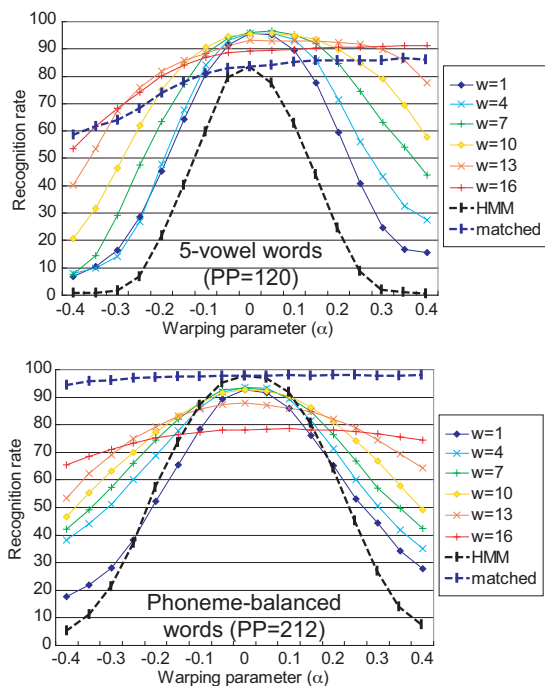 100
90
80
70
60
50
40
30
20
10
0
Recognition rate
5-vowel words
(PP=120)
-0.4 -0.3 -0.2 -0.1 0 0.1 0.2 0.3 0.4
Warping parameter (α)
w=1
w=4
w=7
w=10
w=13
w=16
HMM
matched
100
90
80
70
60
50
40
30
20
10
0
Recognition rate
Phoneme-balanced
words (PP=212)
-0.4 -0.3 -0.2 -0.1 0 0.1 0.2 0.3 0.4
Warping parameter (α)
w=1
w=4
w=7
w=10
w=13
w=16
HMM
matched